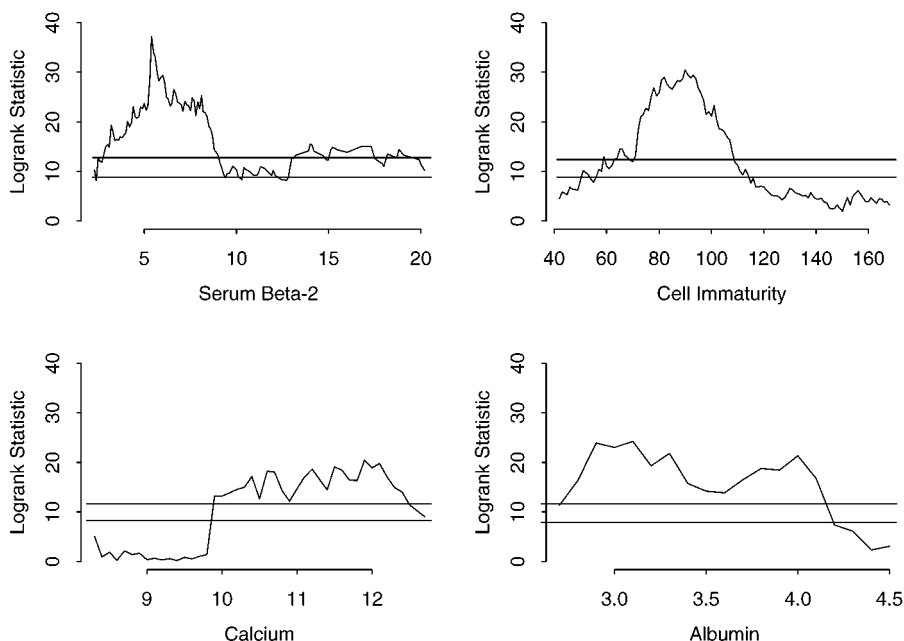 Logrank Statistic
0 10 20 30 40
5 10 15 20
Serum Beta-2
Logrank Statistic
0 10 20 30 40
40 60 80 100 120 140 160
Cell Immaturity
Logrank Statistic
0 10 20 30 40
9 10 11 12
Calcium
Logrank Statistic
0 10 20 30 40
3.0 3.5 4.0 4.5
Albumin